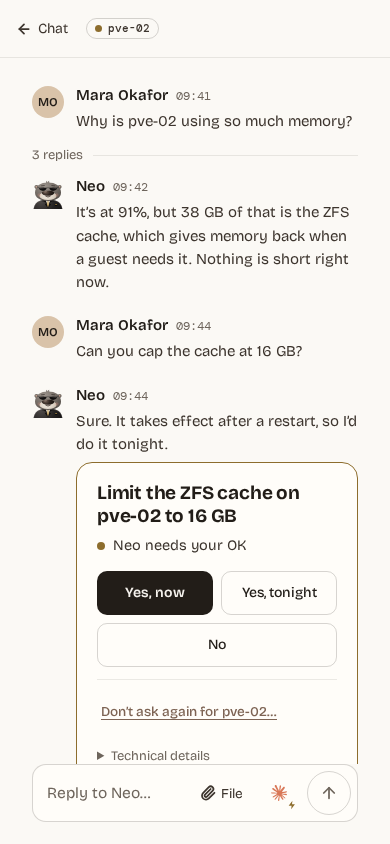 Chat
pve-02
MO
Mara Okafor 09:41
Why is pve-02 using so much memory?
3 replies
Neo 09:42
It's at 91%, but 38 GB of that is the ZFS
cache, which gives memory back when
a guest needs it. Nothing is short right
now.
MO
Mara Okafor 09:44
Can you cap the cache at 16 GB?
Neo 09:44
Sure. It takes effect after a restart, so I'd
do it tonight.
Limit the ZFS cache on
pve-02 to 16 GB
Neo needs your OK
Yes, now
Yes, tonight
No
Don't ask again for pve-02...
Technical details
Reply to Neo...
File